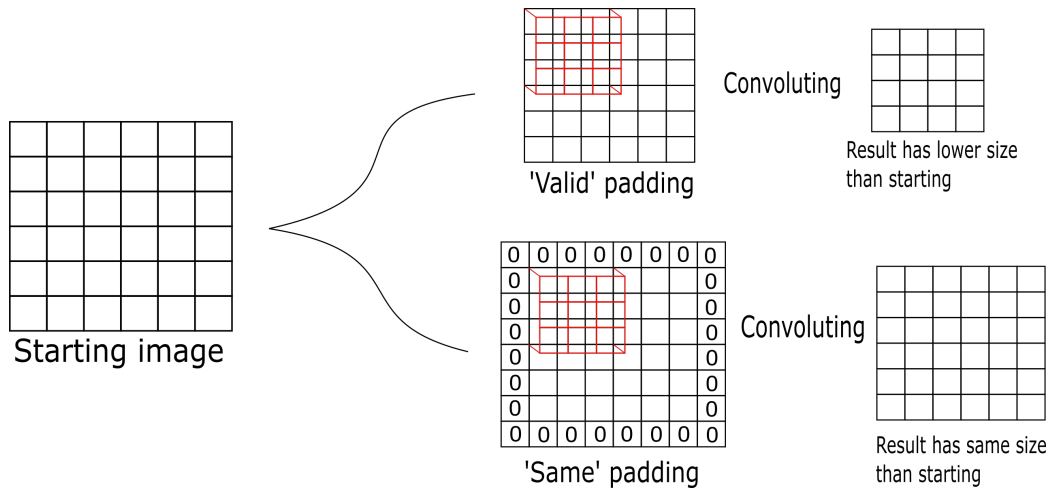 Starting image
'Valid' padding
Convoluting
Result has lower size
than starting
0 0 0 0 0 0 0 0
0 0
0 0
0 0
0 0
0 0
0 0
0 0 0 0 0 0 0 0
'Same' padding
Convoluting
Result has same size
than starting